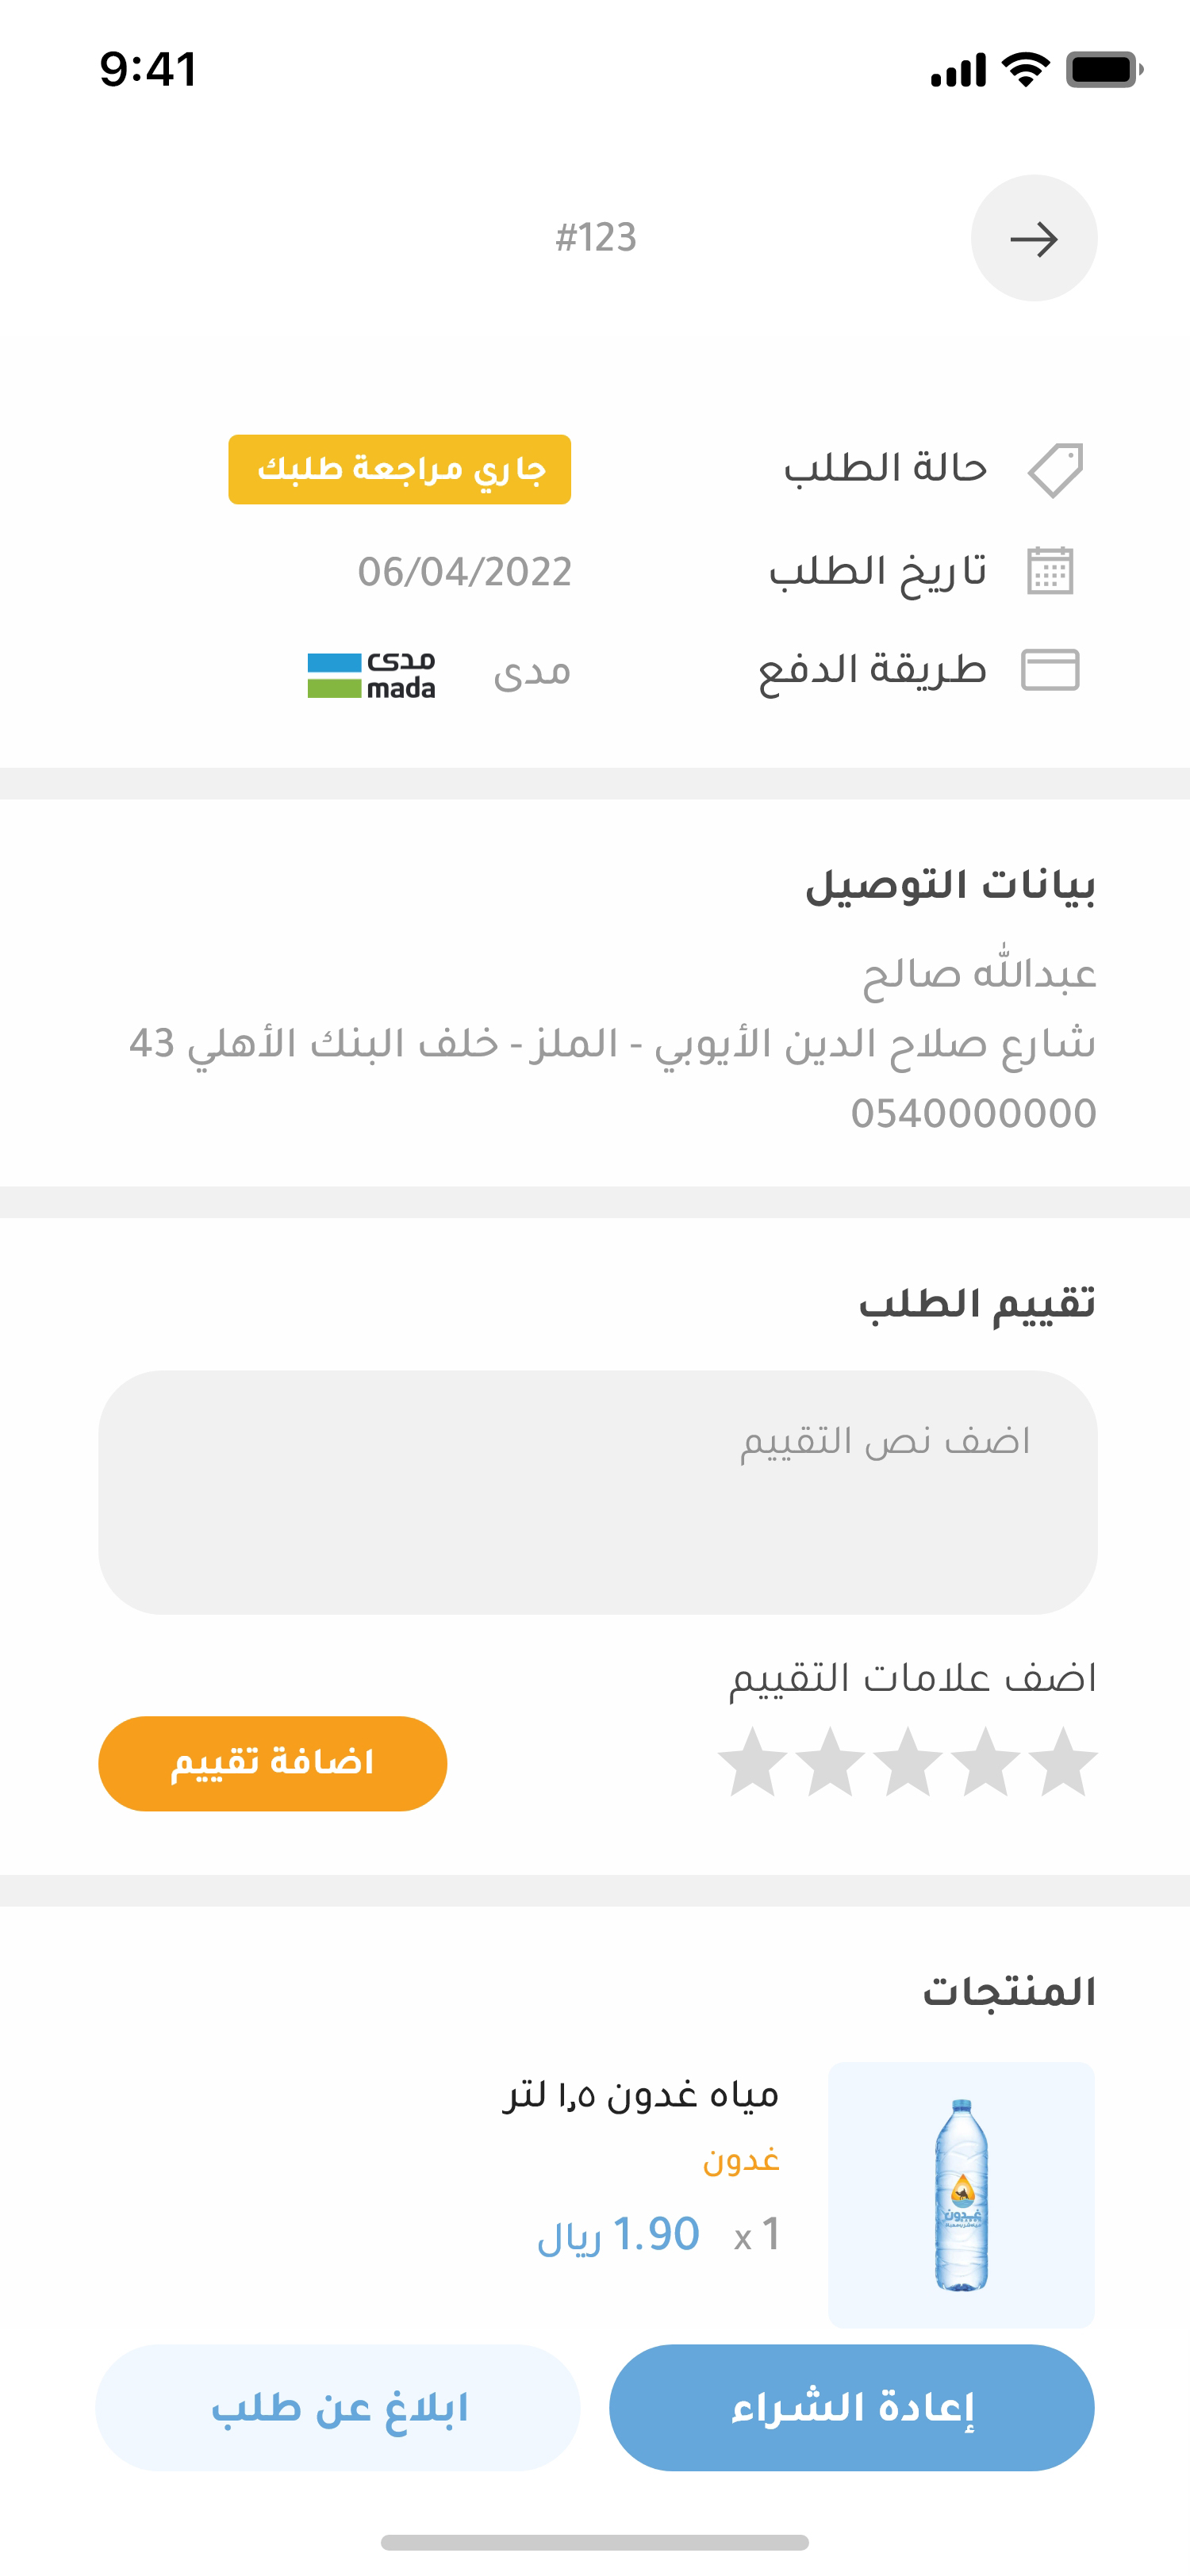 9:41
#123
حالة الطلب
جاري مراجعة طلبك
تاريخ الطلب
06/04/2022
طريقة الدفع
مدى
مدى
mada
بيانات التوصيل
عبدالله صالح
شارع صلاح الدين الأيوبي - الملز - خلف البنك الأهلي 43
0540000000
تقييم الطلب
اضف نص التقييم
اضف علامات التقييم
اضافة تقييم
المنتجات
مياه غدون ١,٥ لتر
غدون
1 x
1.90 ريال
غدون
إعادة الشراء
ابلاغ عن طلب